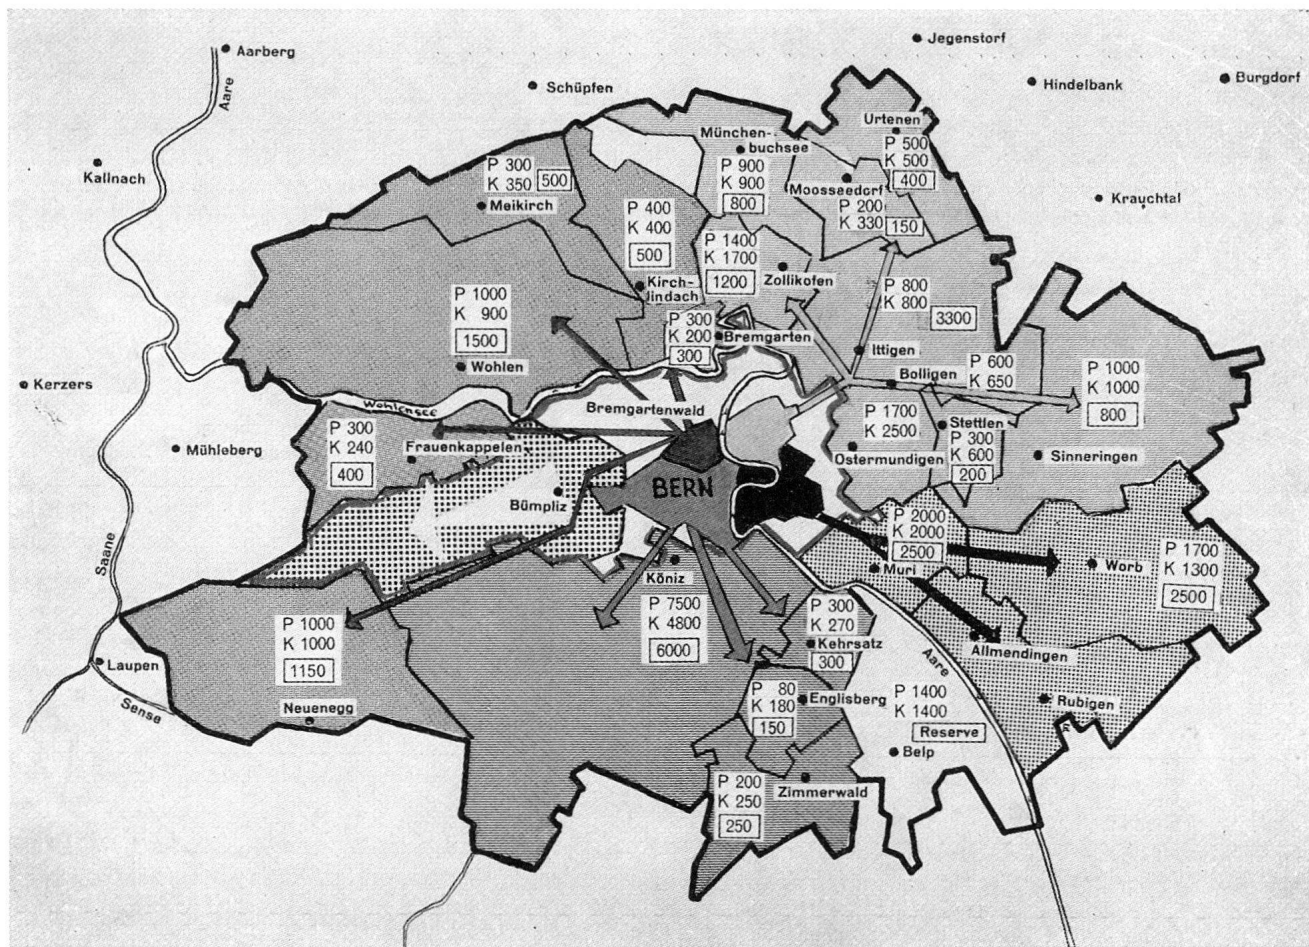 Aarberg
Aare
Jegenstorf
Schüpfen
Hindelbank
Burgdorf
Kallnach
Krauchtal
Kerzers
Mühleberg
Saane
Laupen
Sense
Urtenen
P 500
K 500
400
München-
buchsee
P 900
K 900
800
Moosseedorf
P 200
K 330
150
P 300
K 350
500
Meikirch
P 400
K 400
500
Kirch-
lindach
P 1400
K 1700
1200
Zollikofen
P 800
K 800
3300
P 1000
K 900
1500
Wohlen
P 300
K 200
300
Bremgarten
Ittigen
Bolligen
P 600
K 650
P 1000
K 1000
800
Wohlensee
Bremgartenwald
P 1700
K 2500
Ostermundigen
Stettlen
P 300
K 600
200
Sinneringen
P 300
K 240
400
Frauenkappelen
Bümpliz
BERN
P 2000
K 2000
2500
Muri
Worb
P 1700
K 1300
2500
Köniz
P 7500
K 4800
6000
P 300
K 270
Kehrsatz
300
Aare
Allmendingen
P 1000
K 1000
1150
Neuenegg
P 80
K 180
150
Englisberg
P 1400
K 1400
Reserve
Belp
Rubigen
P 200
K 250
250
Zimmerwald